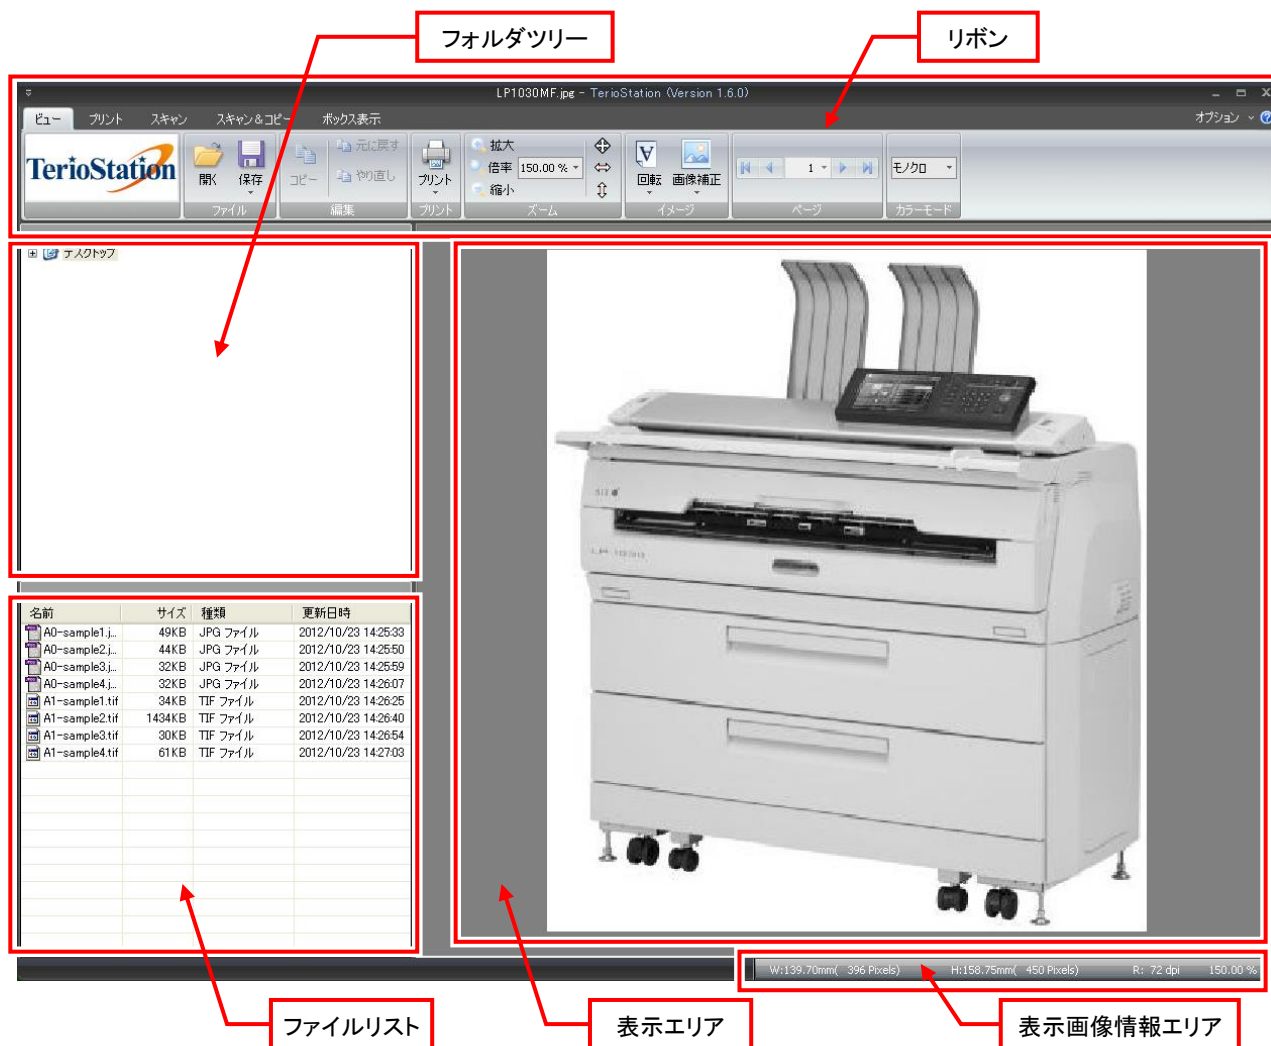 フォルダツリー
リボン
LP1030MF.jpg - TerioStation (Version 1.6.0)
ビュー プリント スキャン スキャン&コピー ボックス表示 オプション
TerioStation
開く 保存
ファイル
コピー 元に戻す やり直し
編集
プリント
プリント
拡大
倍率 150.00 %
縮小
ズーム
回転 画像補正
イメージ
1
ページ
モノクロ
カラーモード
デスクトップ
名前 サイズ 種類 更新日時
A0-sample1.j... 49KB JPG ファイル 2012/10/23 14:25:33
A0-sample2.j... 44KB JPG ファイル 2012/10/23 14:25:50
A0-sample3.j... 32KB JPG ファイル 2012/10/23 14:25:59
A0-sample4.j... 32KB JPG ファイル 2012/10/23 14:26:07
A1-sample1.tif 34KB TIF ファイル 2012/10/23 14:26:25
A1-sample2.tif 1434KB TIF ファイル 2012/10/23 14:26:40
A1-sample3.tif 30KB TIF ファイル 2012/10/23 14:26:54
A1-sample4.tif 61KB TIF ファイル 2012/10/23 14:27:03
W:139.70mm( 396 Pixels) H:158.75mm( 450 Pixels) R: 72 dpi 150.00 %
ファイルリスト
表示エリア
表示画像情報エリア